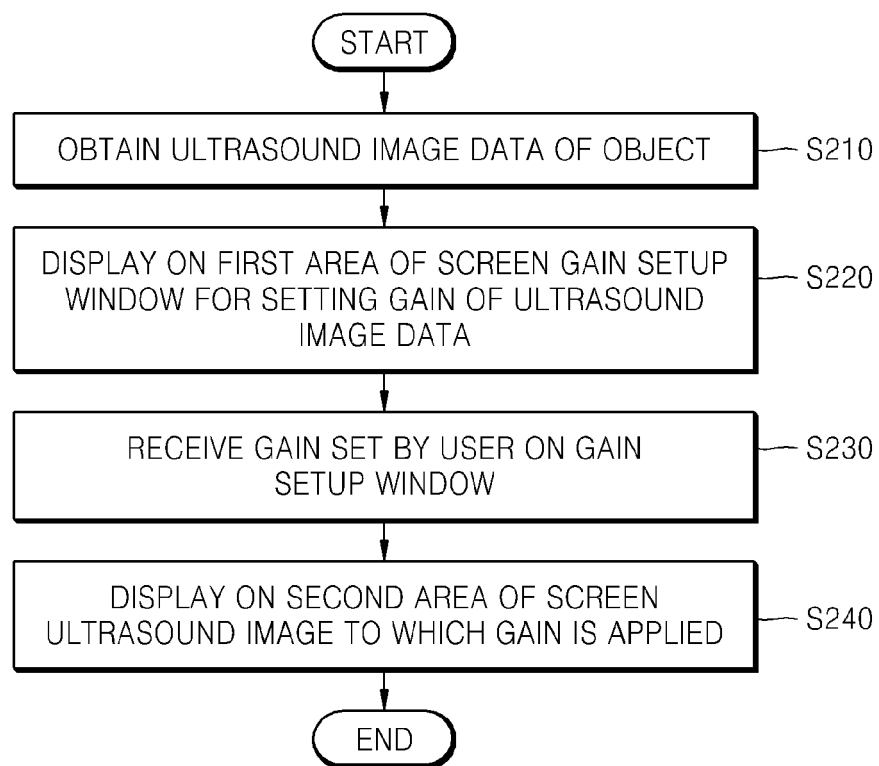 START
OBTAIN ULTRASOUND IMAGE DATA OF OBJECT
S210
DISPLAY ON FIRST AREA OF SCREEN GAIN SETUP
WINDOW FOR SETTING GAIN OF ULTRASOUND
IMAGE DATA
S220
RECEIVE GAIN SET BY USER ON GAIN
SETUP WINDOW
S230
DISPLAY ON SECOND AREA OF SCREEN
ULTRASOUND IMAGE TO WHICH GAIN IS APPLIED
S240
END